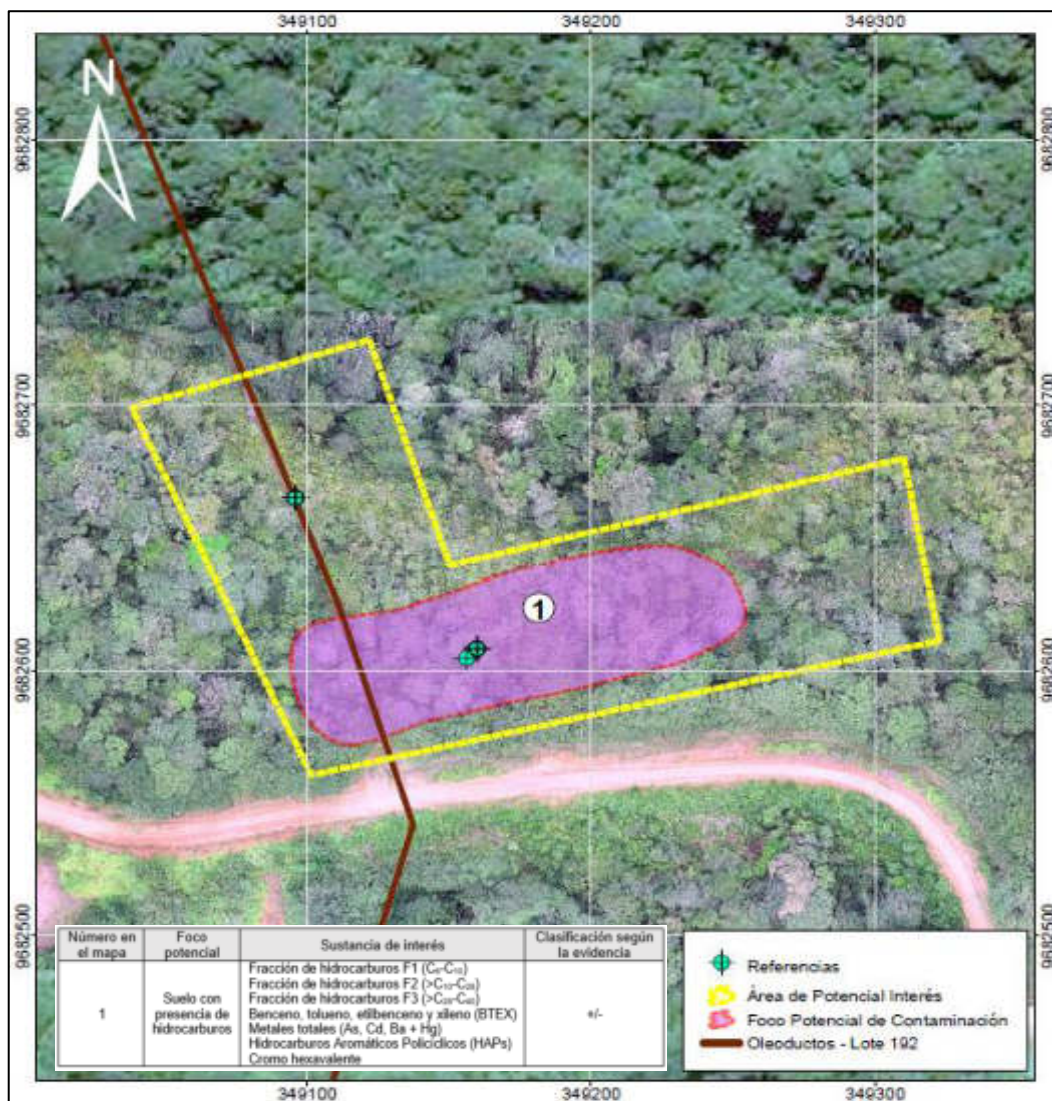 349100 349200 349300
N
9682800 9682800
9682700 9682700
1
9682600 9682600
9682500 9682500
Número en el mapa
Foco potencial
Sustancia de interés
Clasificación según la evidencia
1
Suelo con presencia de hidrocarburos
Fracción de hidrocarburos F1 (C₆-C₁₀)
Fracción de hidrocarburos F2 (>C₁₀-C₂₈)
Fracción de hidrocarburos F3 (>C₂₈-C₄₀)
Benceno, tolueno, etilbenceno y xileno (BTEX)
Metales totales (As, Cd, Ba + Hg)
Hidrocarburos Aromáticos Policíclicos (HAPs)
Cromo hexavalente
+/-
Referencias
Área de Potencial Interés
Foco Potencial de Contaminación
Oleoductos - Lote 192
349100 349200 349300